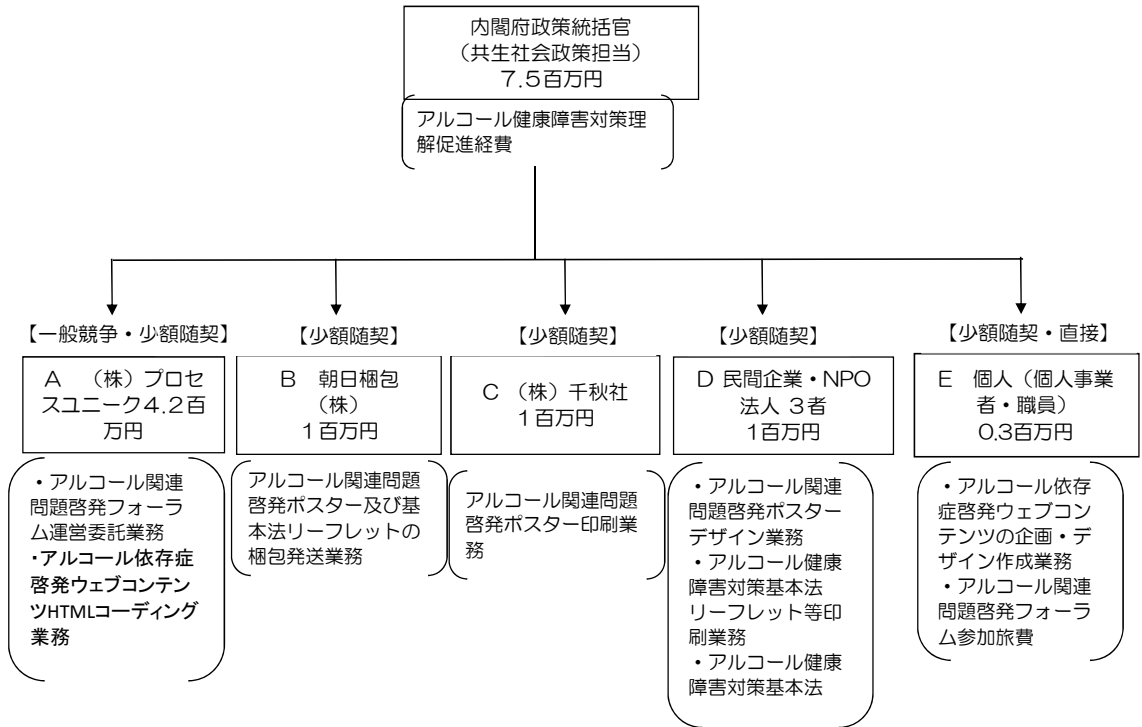 内閣府政策統括官
（共生社会政策担当）
７.５百万円
アルコール健康障害対策理
解促進経費
【一般競争・少額随契】
【少額随契】
【少額随契】
【少額随契】
【少額随契・直接】
Ａ　（株）プロセ
スユニーク４.２百
万円
Ｂ　朝日梱包
（株）
１百万円
Ｃ　（株）千秋社
１百万円
Ｄ 民間企業・NPO
法人 ３者
１百万円
Ｅ　個人（個人事業
者・職員）
０.３百万円
・アルコール関連
問題啓発フォーラ
ム運営委託業務
・アルコール依存症
啓発ウェブコンテン
ツHTMLコーディング
業務
アルコール関連問題
啓発ポスター及び基
本法リーフレットの
梱包発送業務
アルコール関連問題
啓発ポスター印刷業
務
・アルコール関連
問題啓発ポスター
デザイン業務
・アルコール健康
障害対策基本法
リーフレット等印
刷業務
・アルコール健康
障害対策基本法
・アルコール依存
症啓発ウェブコン
テンツの企画・デ
ザイン作成業務
・アルコール関連
問題啓発フォーラ
ム参加旅費